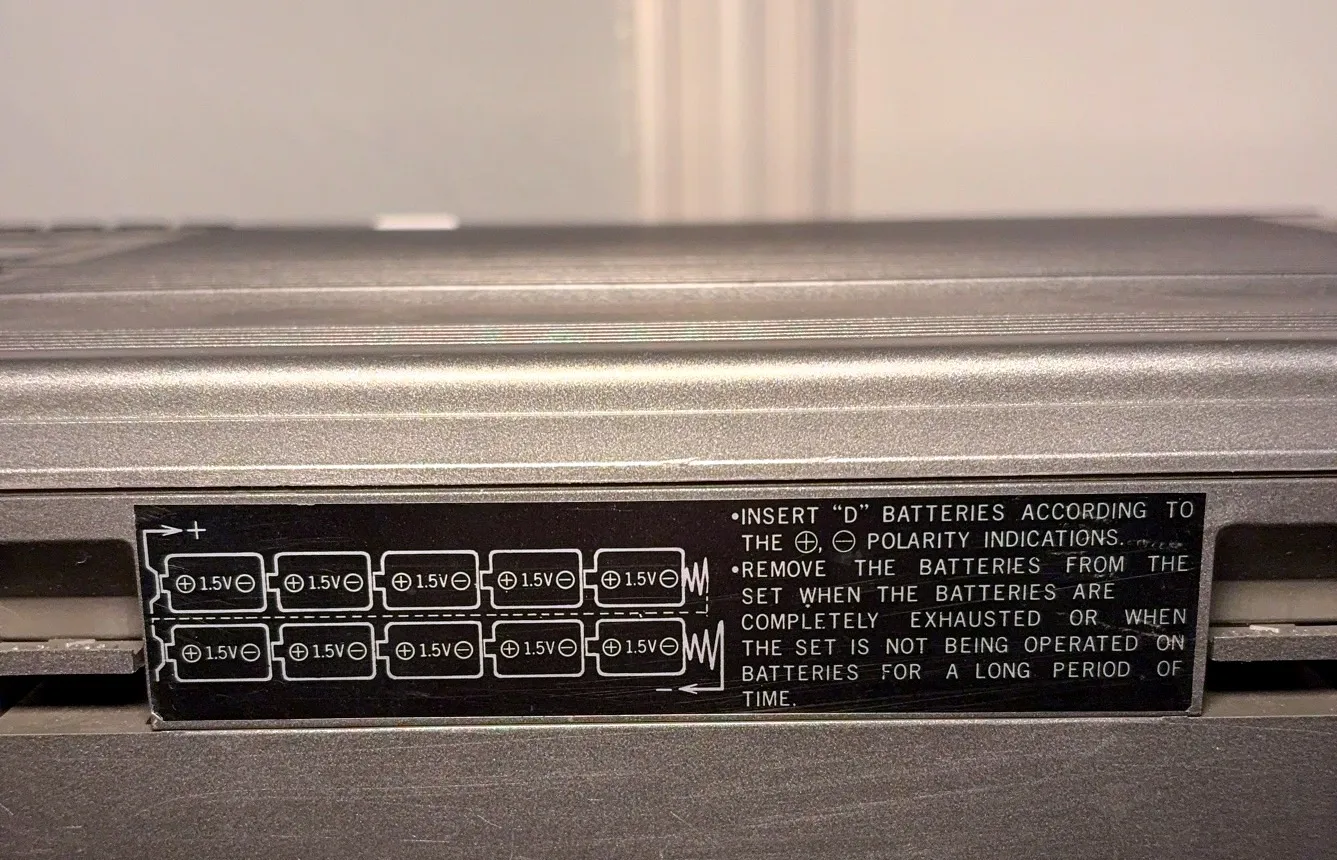 +
⊕ 1.5V ⊖ ⊕ 1.5V ⊖ ⊕ 1.5V ⊖ ⊕ 1.5V ⊖ ⊕ 1.5V ⊖
⊕ 1.5V ⊖ ⊕ 1.5V ⊖ ⊕ 1.5V ⊖ ⊕ 1.5V ⊖ ⊕ 1.5V ⊖
−
•INSERT “D” BATTERIES ACCORDING TO
THE ⊕, ⊖ POLARITY INDICATIONS.
•REMOVE THE BATTERIES FROM THE
SET WHEN THE BATTERIES ARE
COMPLETELY EXHAUSTED OR WHEN
THE SET IS NOT BEING OPERATED ON
BATTERIES FOR A LONG PERIOD OF
TIME.